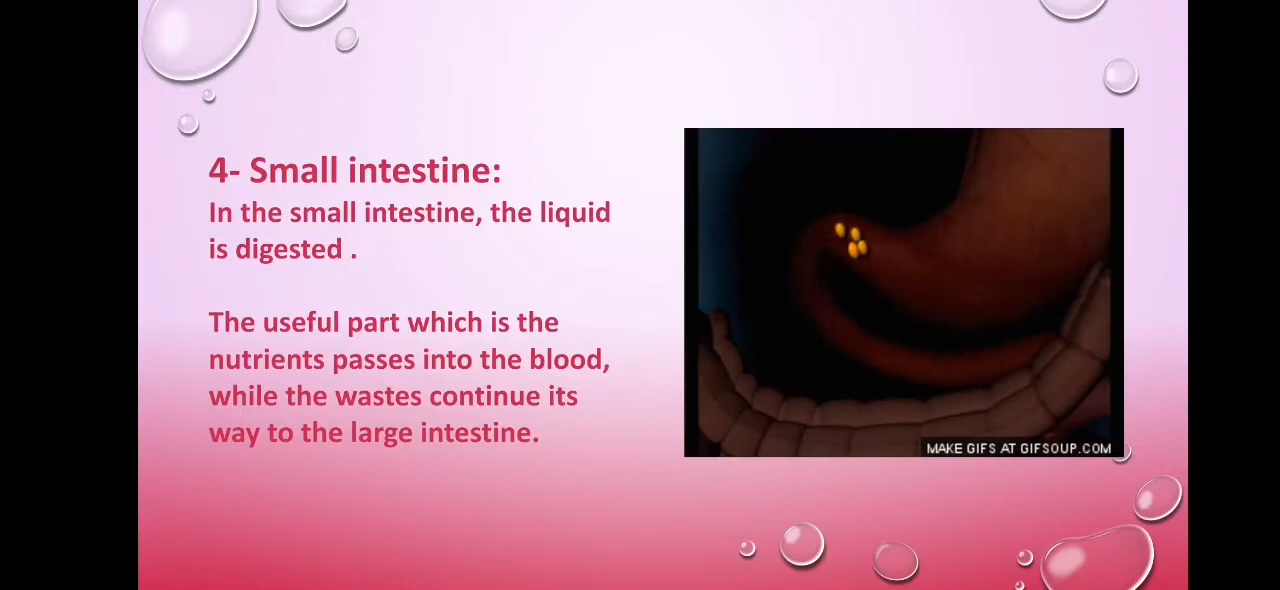 4- Small intestine:
In the small intestine, the liquid
is digested .
The useful part which is the
nutrients passes into the blood,
while the wastes continue its
way to the large intestine.
MAKE GIFS AT GIFSOUP.COM